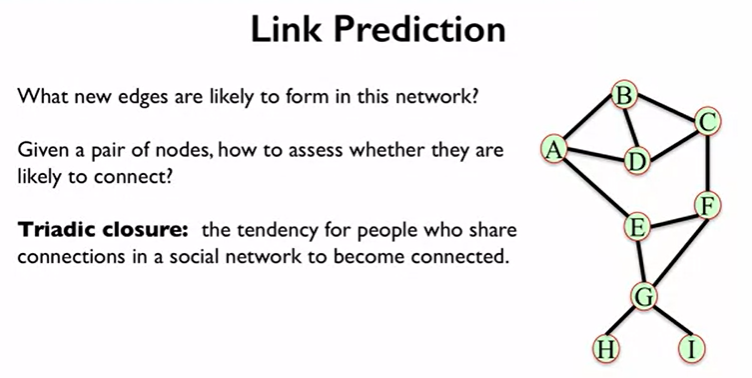 Link Prediction
What new edges are likely to form in this network?
Given a pair of nodes, how to assess whether they are
likely to connect?
Triadic closure: the tendency for people who share
connections in a social network to become connected.
B
C
A
D
F
E
G
H
I